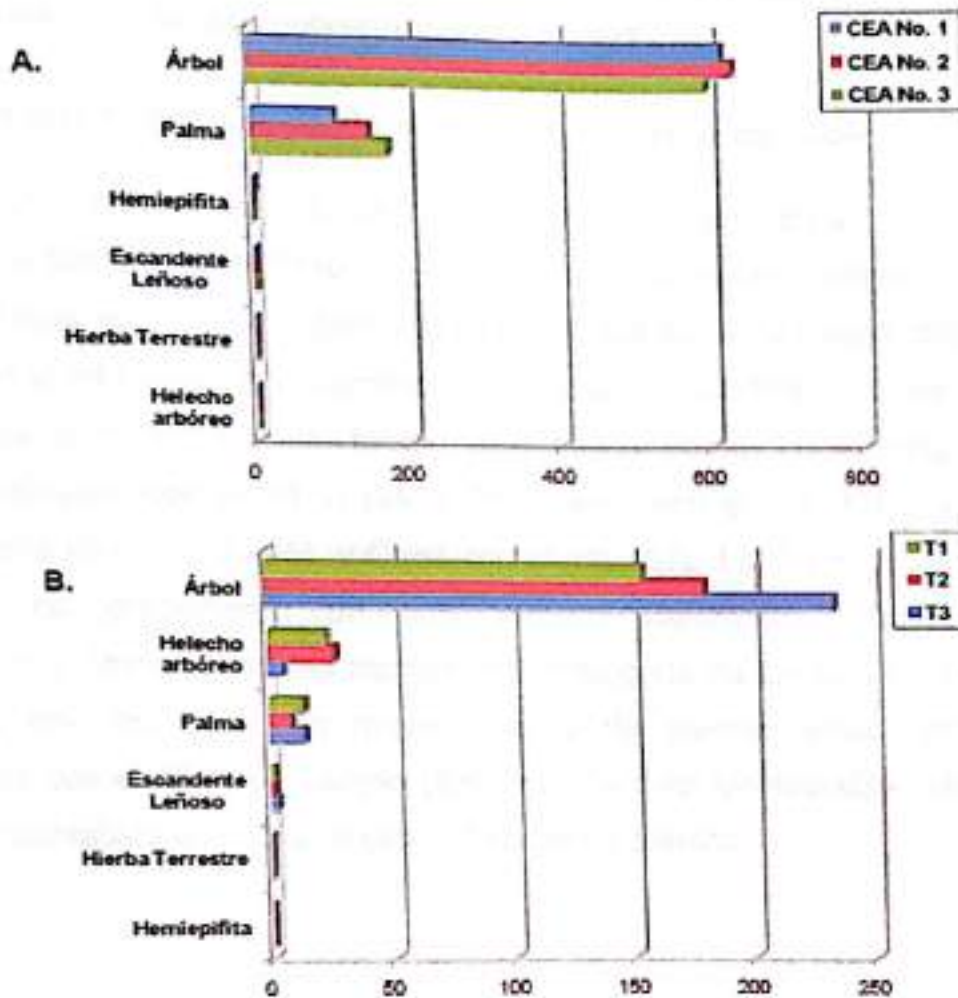 A.
CEA No. 1
CEA No. 2
CEA No. 3
Árbol
Palma
Hemiepifita
Escandente
Leñoso
Hierba Terrestre
Helecho
arbóreo
0 200 400 600 800
B.
T1
T2
T3
Árbol
Helecho
arbóreo
Palma
Escandente
Leñoso
Hierba Terrestre
Hemiepifita
0 50 100 150 200 250